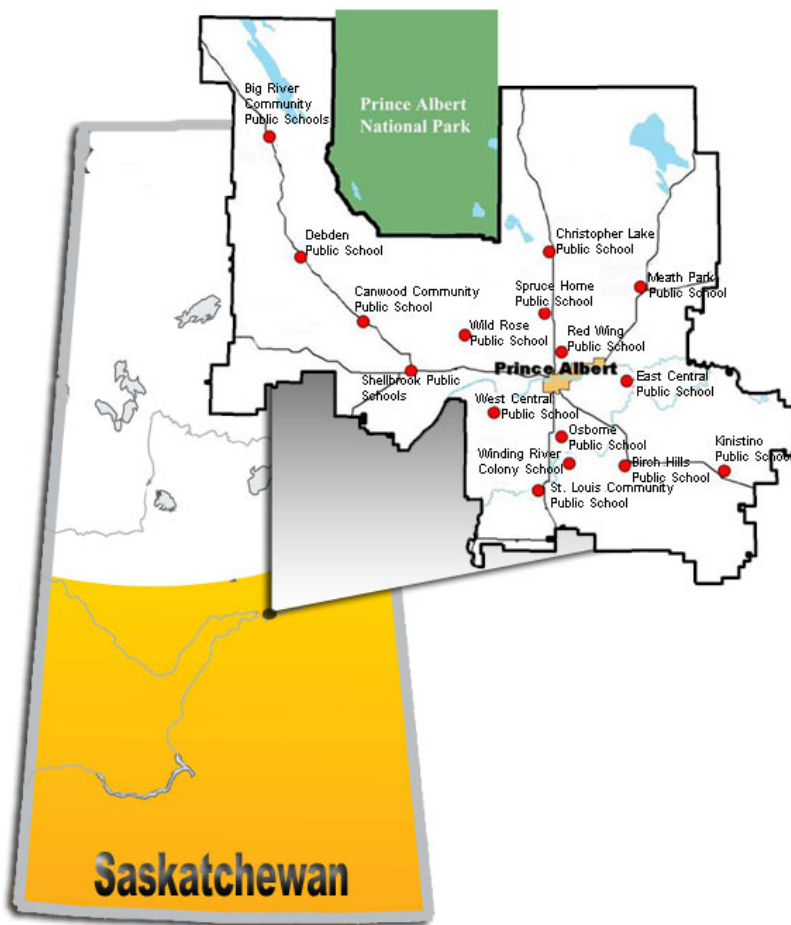 Big River
Community
Public Schools
Prince Albert
National Park
Debden
Public School
Christopher Lake
Public School
Canwood Community
Public School
Spruce Home
Public School
Meath Park
Public School
Wild Rose
Public School
Red Wing
Public School
Prince Albert
Shellbrook Public
Schools
East Central
Public School
West Central
Public School
Osborne
Public School
Winding River
Colony School
Birch Hills
Public School
Kinistino
Public School
St. Louis Community
Public School
Saskatchewan